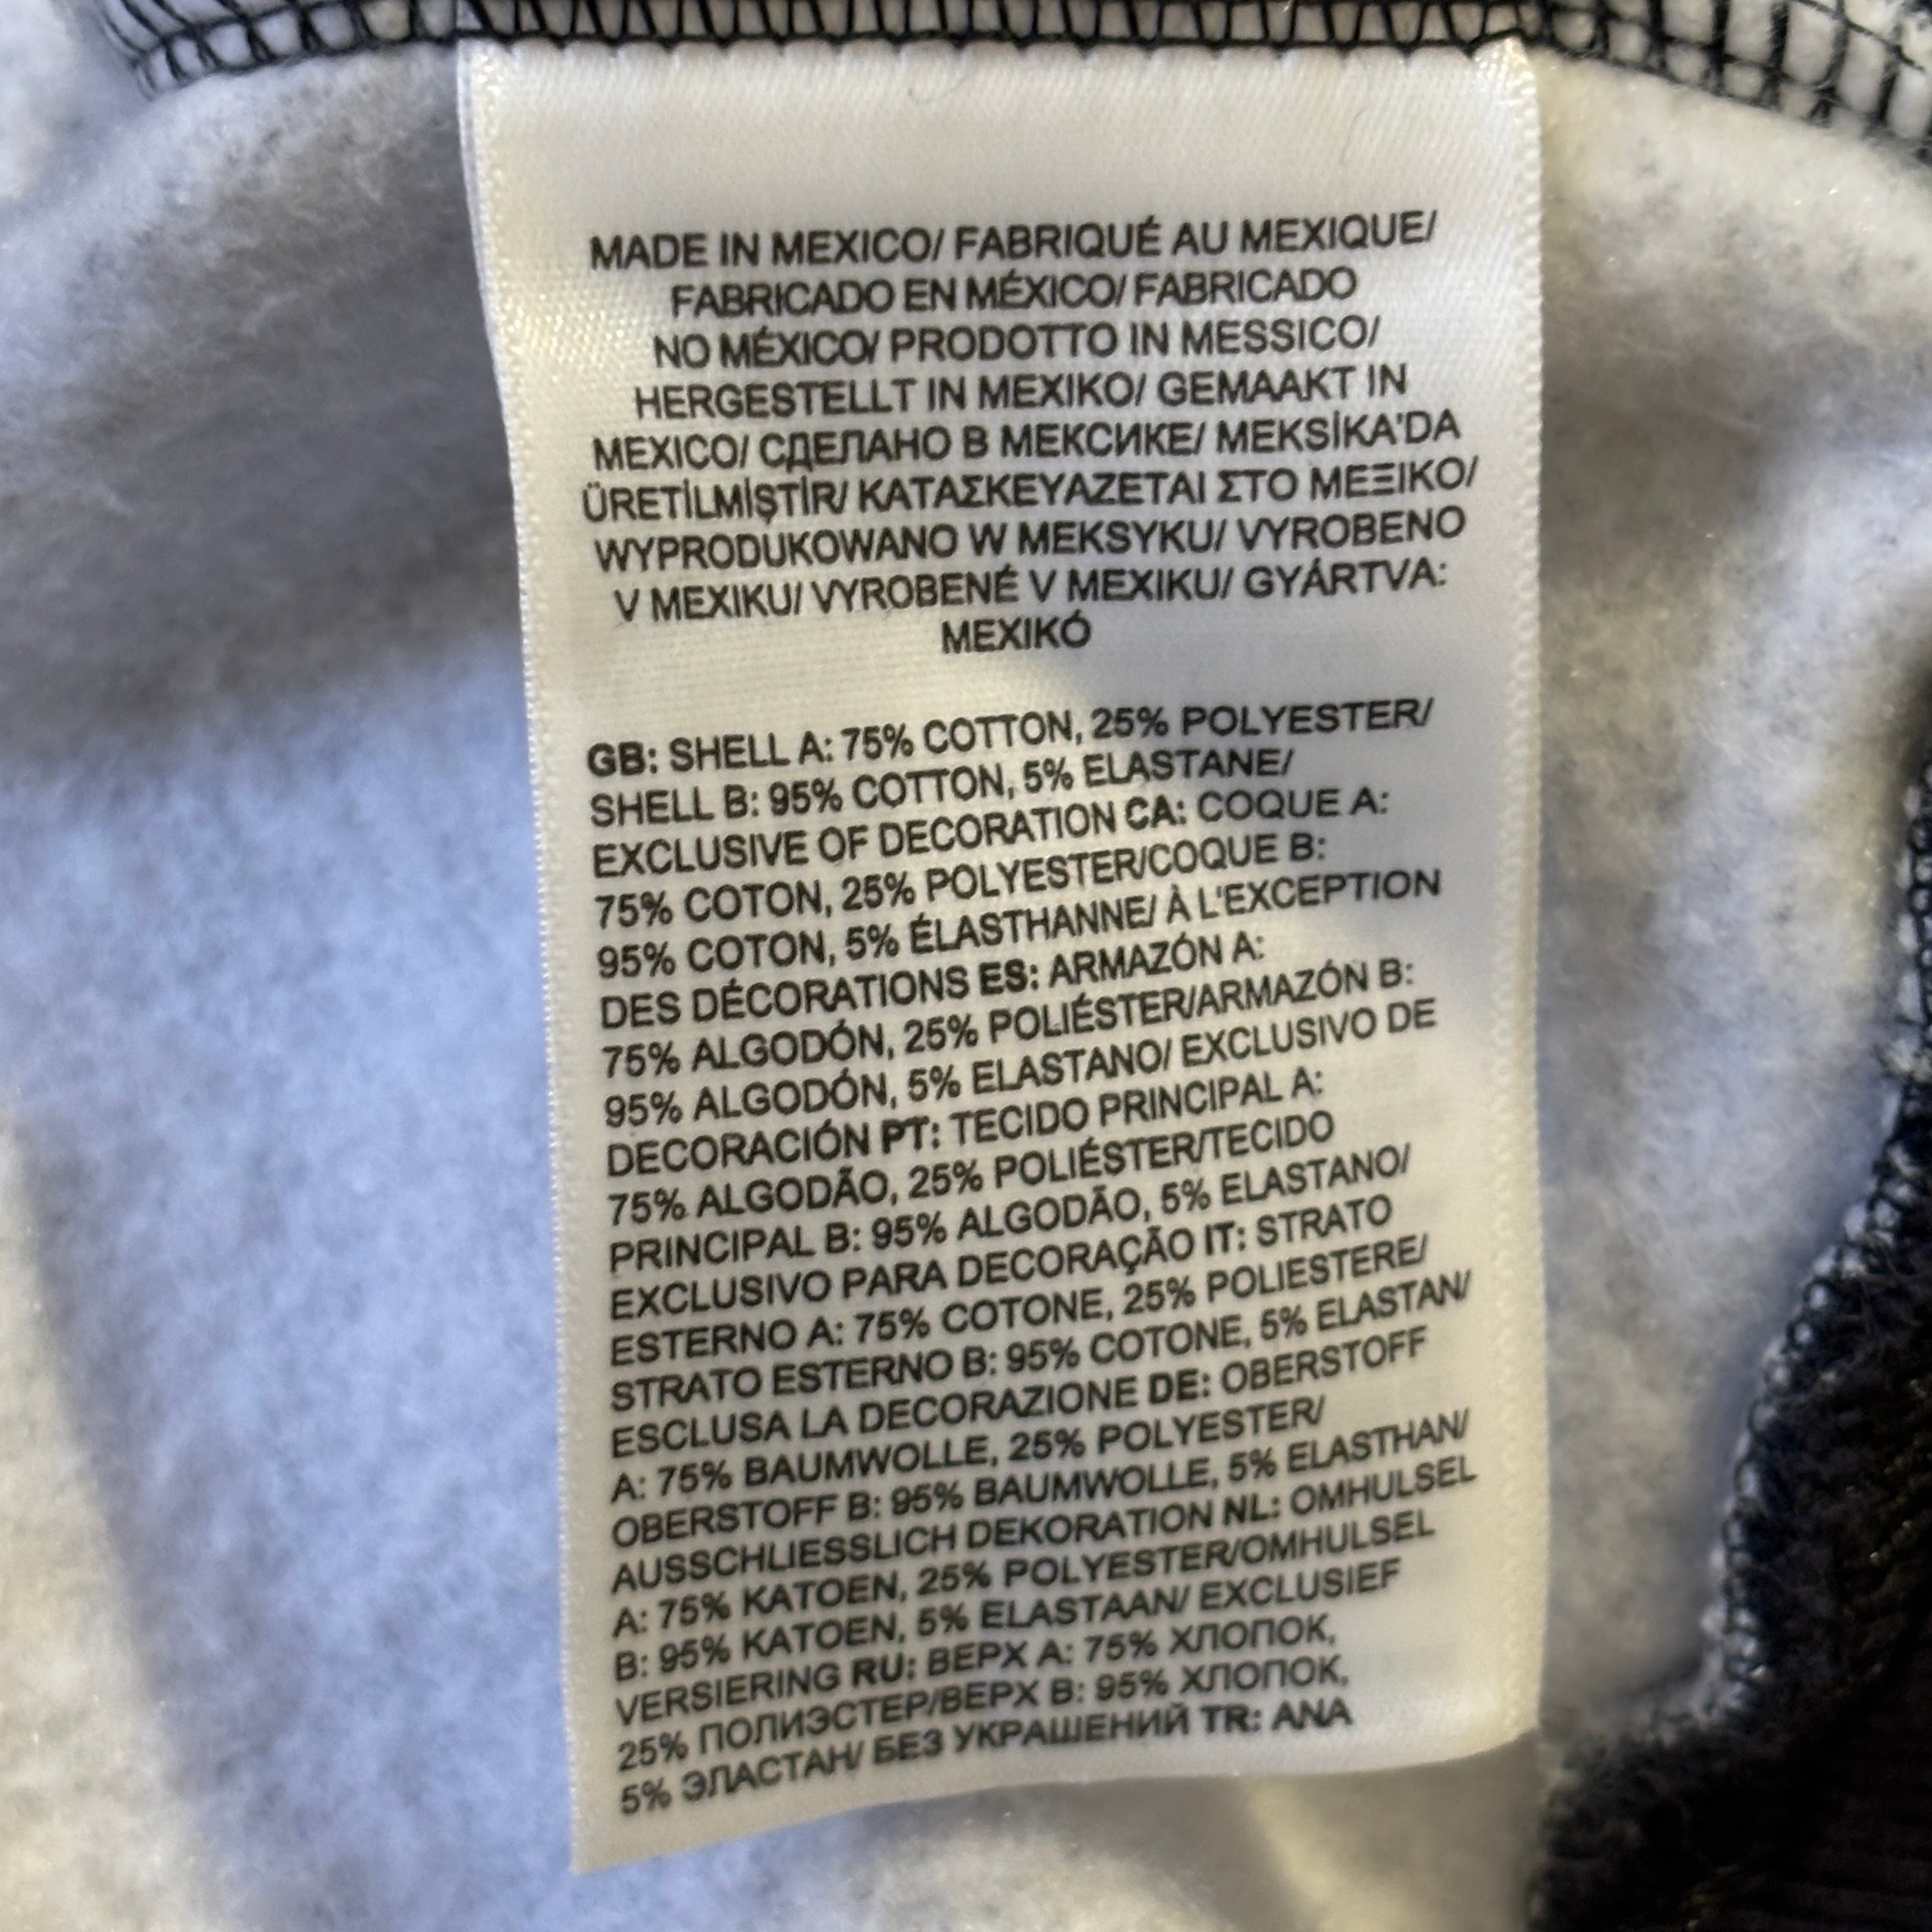 MADE IN MEXICO/ FABRIQUÉ AU MEXIQUE/
FABRICADO EN MÉXICO/ FABRICADO
NO MÉXICO/ PRODOTTO IN MESSICO/
HERGESTELLT IN MEXIKO/ GEMAAKT IN
MEXICO/ СДЕЛАНО В МЕКСИКЕ/ MEKSİKA'DA
ÜRETİLMİŞTİR/ ΚΑΤΑΣΚΕΥΑΖΕΤΑΙ ΣΤΟ ΜΕΞΙΚΟ/
WYPRODUKOWANO W MEKSYKU/ VYROBENO
V MEXIKU/ VYROBENÉ V MEXIKU/ GYÁRTVA:
MEXIKÓ
GB: SHELL A: 75% COTTON, 25% POLYESTER/
SHELL B: 95% COTTON, 5% ELASTANE/
EXCLUSIVE OF DECORATION CA: COQUE A:
75% COTON, 25% POLYESTER/COQUE B:
95% COTON, 5% ÉLASTHANNE/ À L'EXCEPTION
DES DÉCORATIONS ES: ARMAZÓN A:
75% ALGODÓN, 25% POLIÉSTER/ARMAZÓN B:
95% ALGODÓN, 5% ELASTANO/ EXCLUSIVO DE
DECORACIÓN PT: TECIDO PRINCIPAL A:
75% ALGODÃO, 25% POLIÉSTER/TECIDO
PRINCIPAL B: 95% ALGODÃO, 5% ELASTANO/
EXCLUSIVO PARA DECORAÇÃO IT: STRATO
ESTERNO A: 75% COTONE, 25% POLIESTERE/
STRATO ESTERNO B: 95% COTONE, 5% ELASTAN/
ESCLUSA LA DECORAZIONE DE: OBERSTOFF
A: 75% BAUMWOLLE, 25% POLYESTER/
OBERSTOFF B: 95% BAUMWOLLE, 5% ELASTHAN/
AUSSCHLIESSLICH DEKORATION NL: OMHULSEL
A: 75% KATOEN, 25% POLYESTER/OMHULSEL
B: 95% KATOEN, 5% ELASTAAN/ EXCLUSIEF
VERSIERING RU: ВЕРХ А: 75% ХЛОПОК,
25% ПОЛИЭСТЕР/ВЕРХ В: 95% ХЛОПОК,
5% ЭЛАСТАН/ БЕЗ УКРАШЕНИЙ TR: ANA